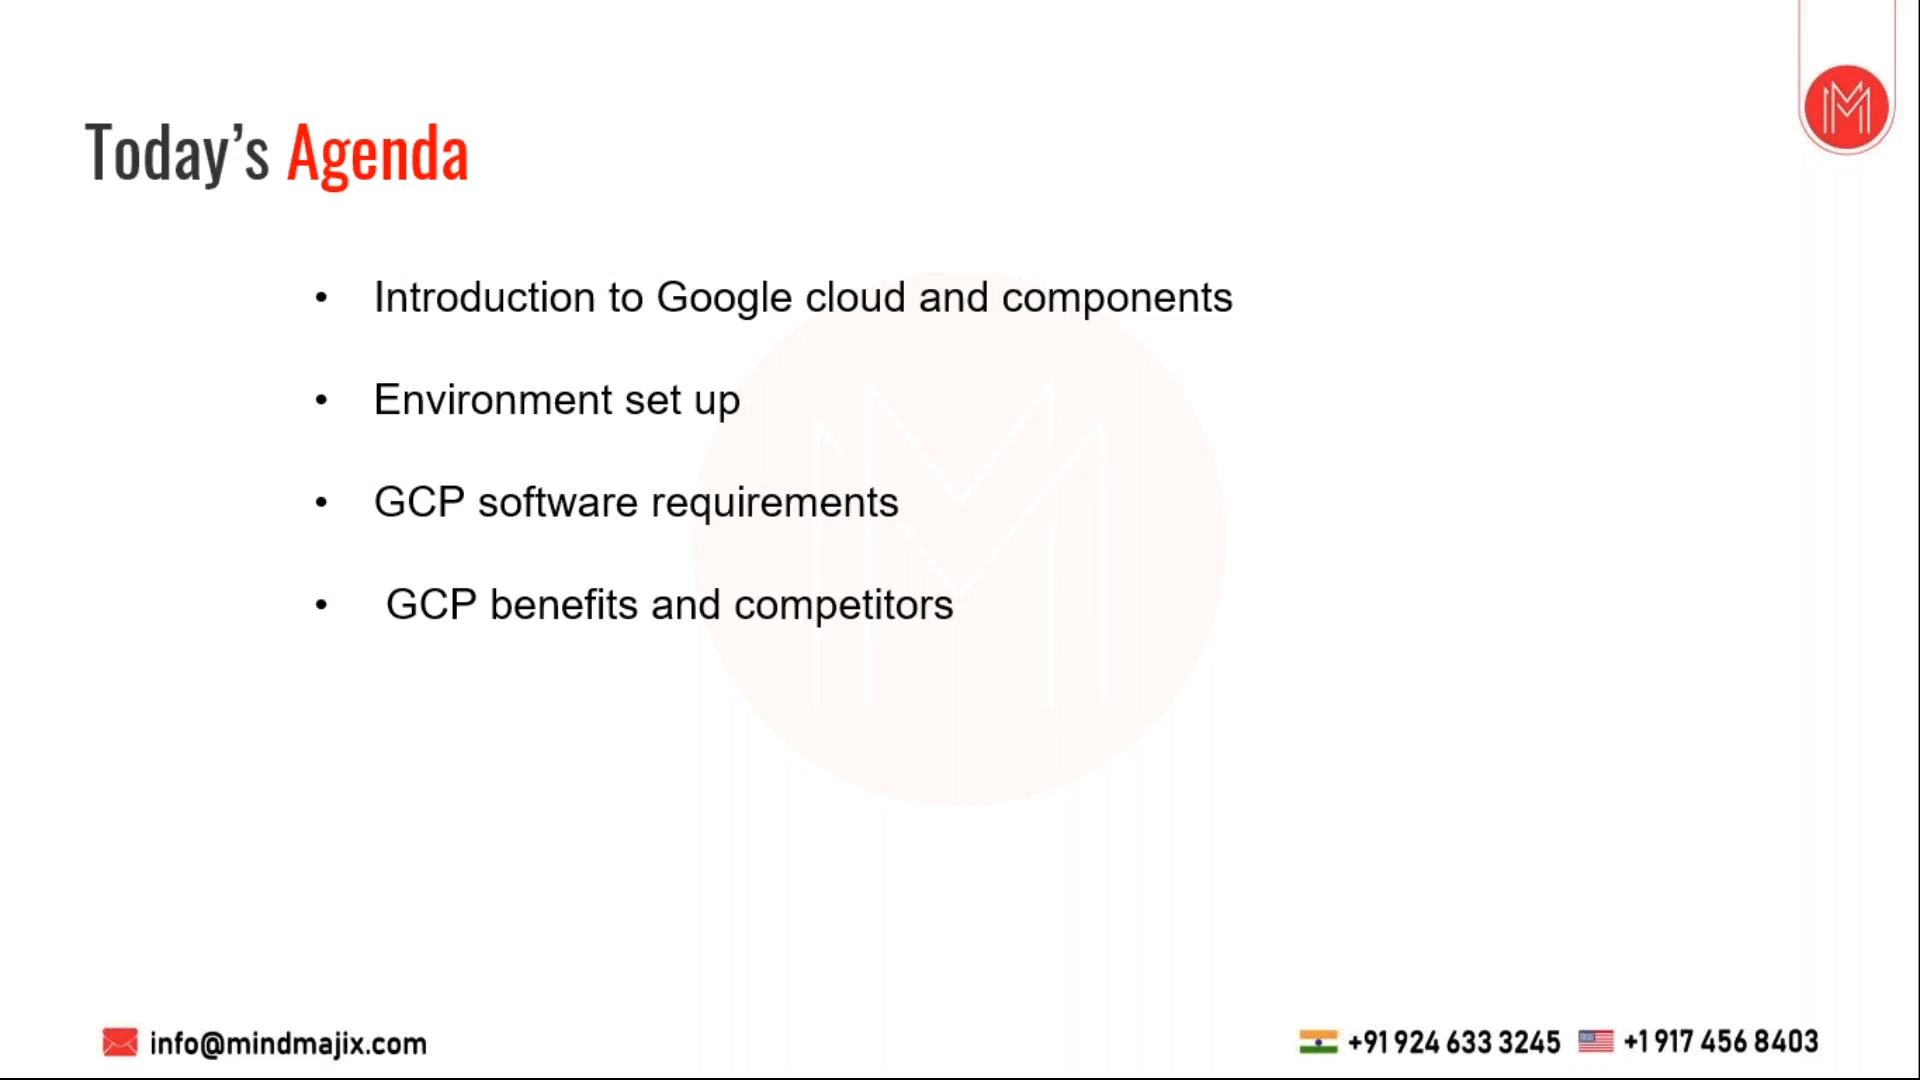 Today’s Agenda
• Introduction to Google cloud and components
• Environment set up
• GCP software requirements
• GCP benefits and competitors
info@mindmajix.com
+91 924 633 3245
+1 917 456 8403